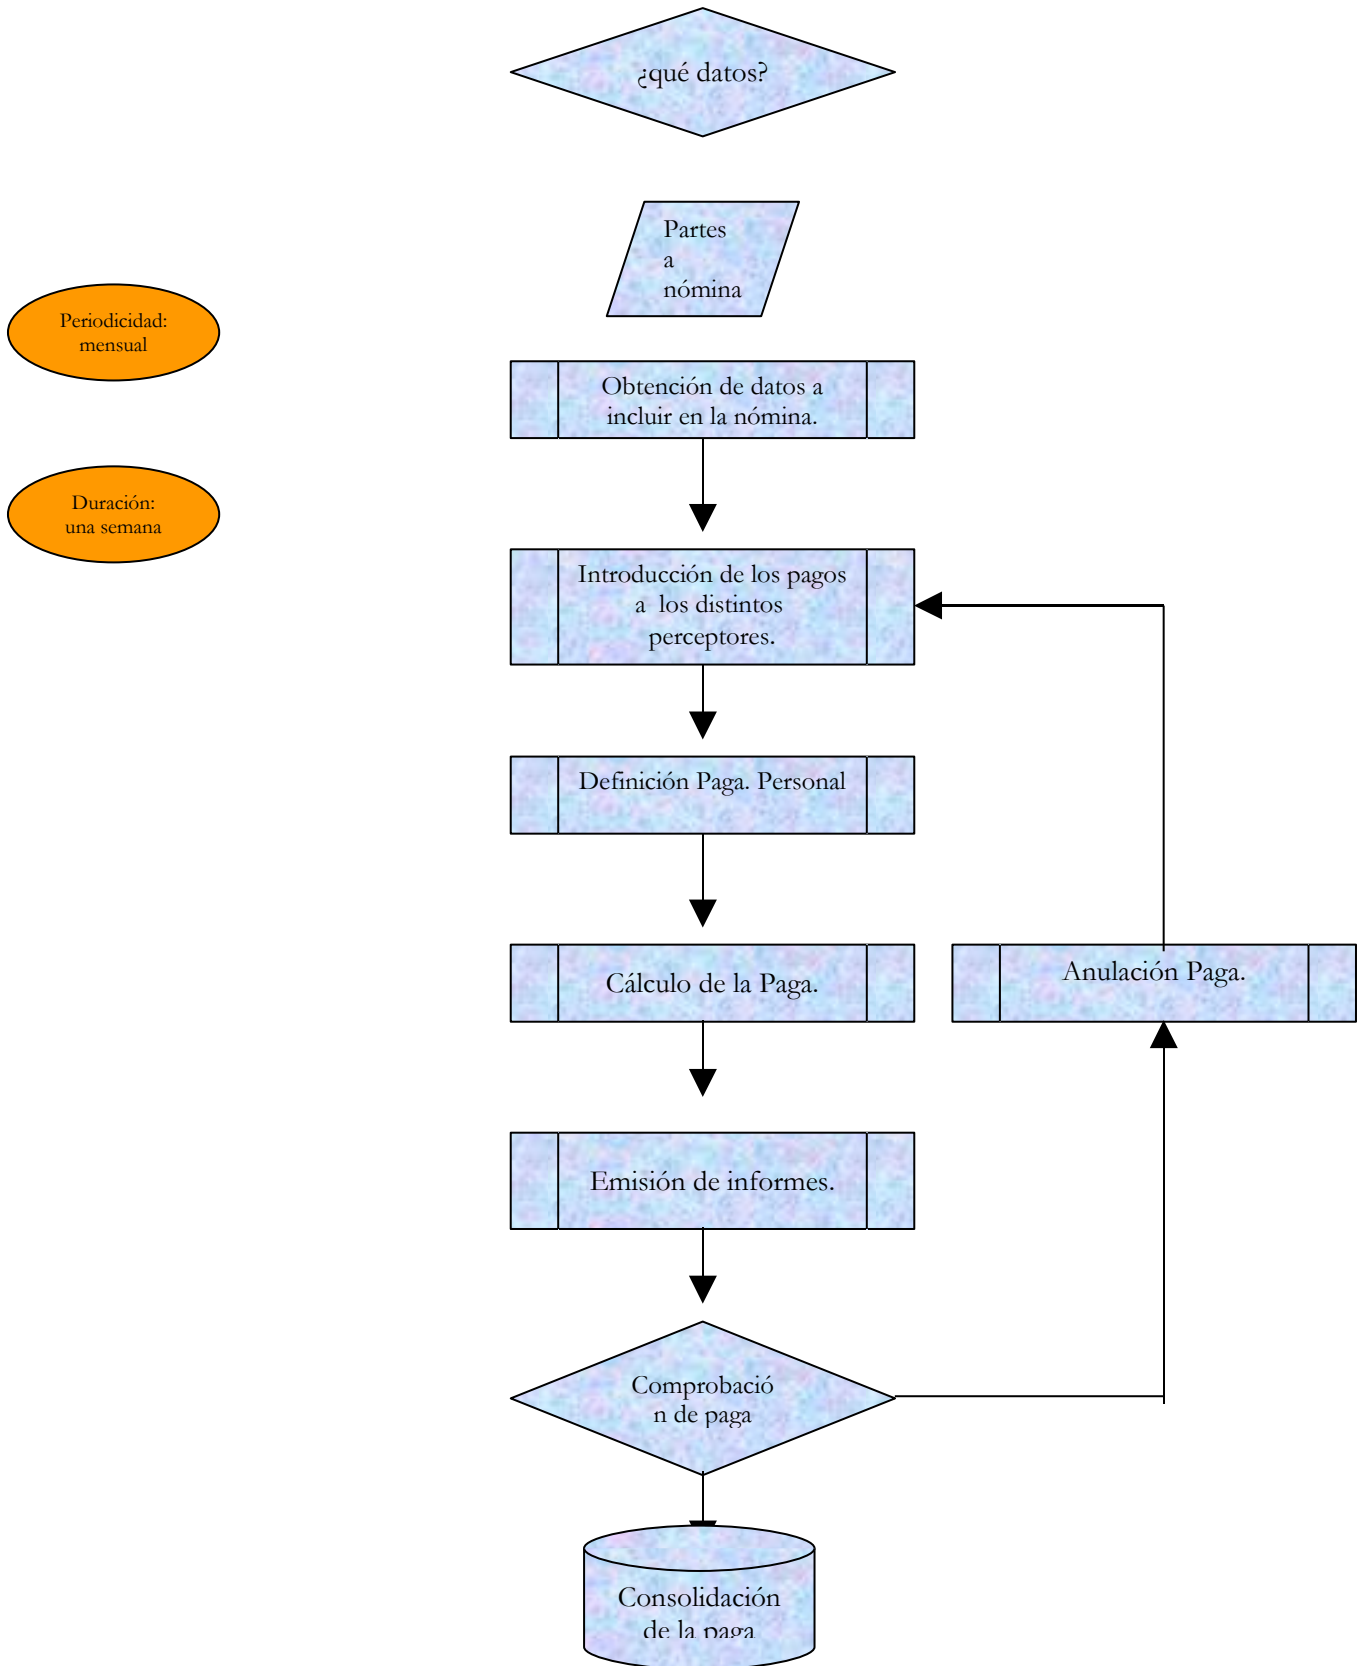 ¿qué datos?
Partes
a
nómina
Periodicidad:
mensual
Obtención de datos a
incluir en la nómina.
Duración:
una semana
Introducción de los pagos
a los distintos
perceptores.
Definición Paga. Personal
Cálculo de la Paga.
Anulación Paga.
Emisión de informes.
Comprobació
n de paga
Consolidación
de la paga